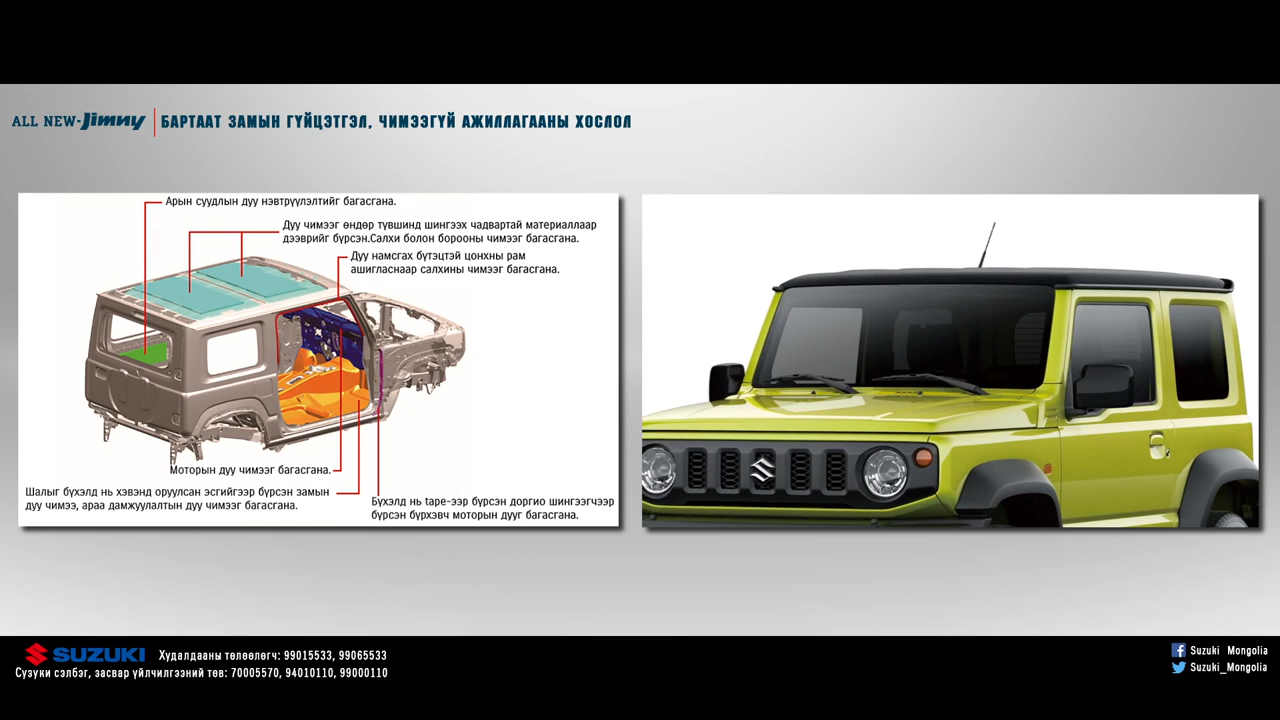 ALL NEW-Jimny БАРТААТ ЗАМЫН ГҮЙЦЭТГЭЛ, ЧИМЭЭГҮЙ АЖИЛЛАГААНЫ ХОСЛОЛ
Арын суудлын дуу нэвтрүүлэлтийг багасгана.
Дуу чимээг өндөр түвшинд шингээх чадвартай материаллаар
дээврийг бүрсэн.Салхи болон борооны чимээг багасгана.
Дуу намсгах бүтэцтэй цонхны рам
ашигласнаар салхины чимээг багасгана.
Моторын дуу чимээг багасгана.
Шалыг бүхэлд нь хэвэнд оруулсан эсгийгээр бүрсэн замын
дуу чимээ, араа дамжуулалтын дуу чимээг багасгана.
Бүхэлд нь tape-ээр бүрсэн доргио шингээгчээр
бүрсэн бүрхэвч моторын дууг багасгана.
SUZUKI Худалдааны төлөөлөгч: 99015533, 99065533
Сузуки сэлбэг, засвар үйлчилгээний төв: 70005570, 94010110, 99000110
Suzuki Mongolia
Suzuki_Mongolia